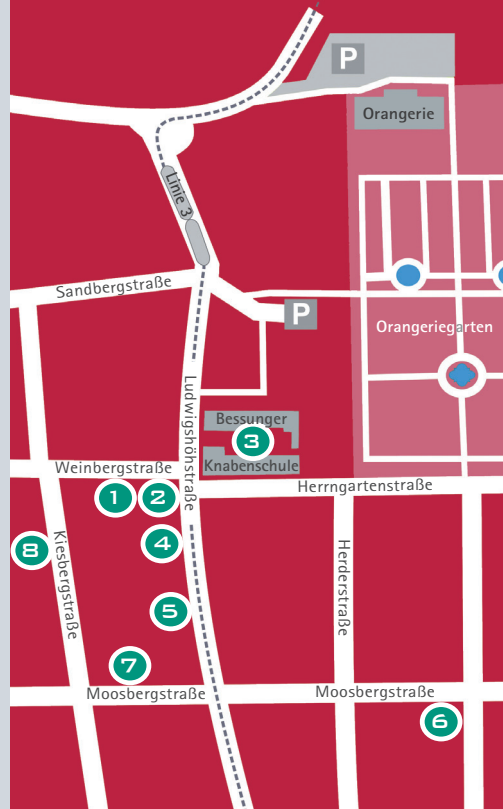 P
Orangerie
Linie 3
Sandbergstraße
P
Orangeriegarten
Ludwigshöhstraße
Bessunger
3
Knabenschule
Weinbergstraße
Herrngartenstraße
1
2
4
8
Kiesbergstraße
Herderstraße
5
7
Moosbergstraße
Moosbergstraße
6